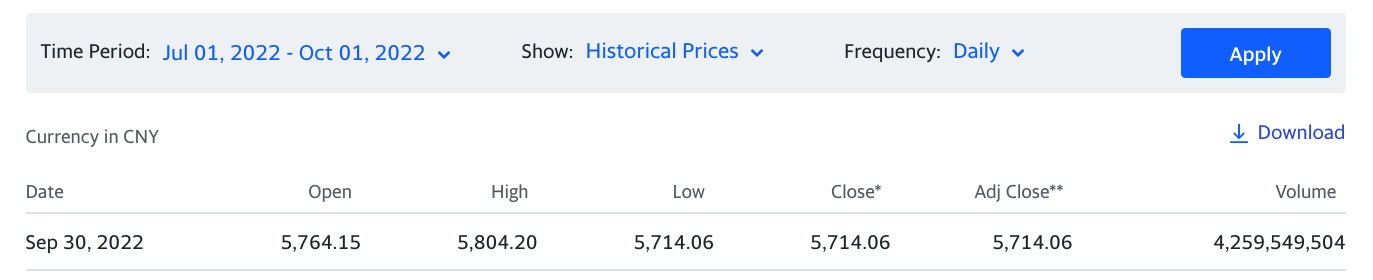 Time Period: Jul 01, 2022 - Oct 01, 2022 Show: Historical Prices Frequency: Daily Apply
Currency in CNY Download
Date Open High Low Close* Adj Close** Volume
Sep 30, 2022 5,764.15 5,804.20 5,714.06 5,714.06 5,714.06 4,259,549,504